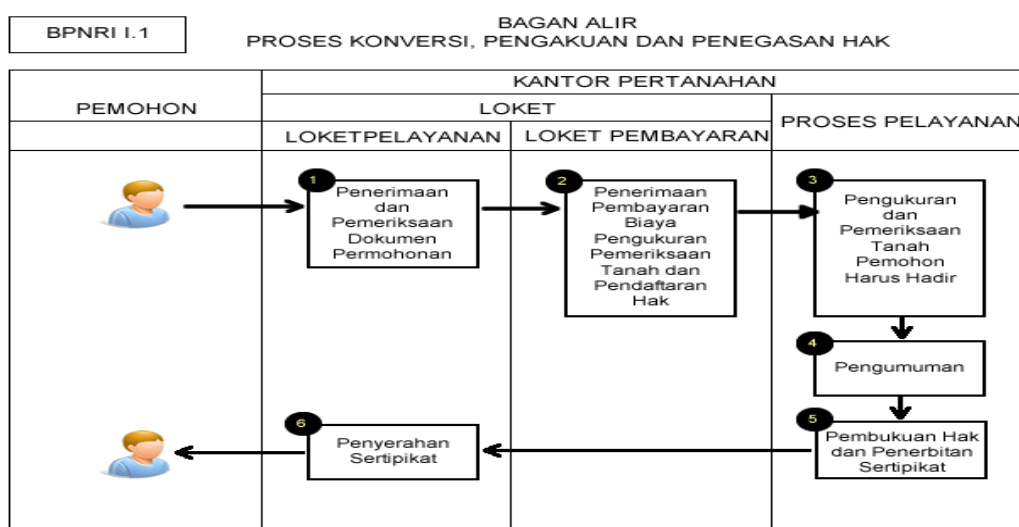 BPNRI I.1
BAGAN ALIR
PROSES KONVERSI, PENGAKUAN DAN PENEGASAN HAK
KANTOR PERTANAHAN
PEMOHON
LOKET
PROSES PELAYANAN
LOKETPELAYANAN
LOKET PEMBAYARAN
1
Penerimaan
dan
Pemeriksaan
Dokumen
Permohonan
2
Penerimaan
Pembayaran
Biaya
Pengukuran
Pemeriksaan
Tanah dan
Pendaftaran
Hak
3
Pengukuran
dan
Pemeriksaan
Tanah
Pemohon
Harus Hadir
4
Pengumuman
5
Pembukuan Hak
dan Penerbitan
Sertipikat
6
Penyerahan
Sertipikat